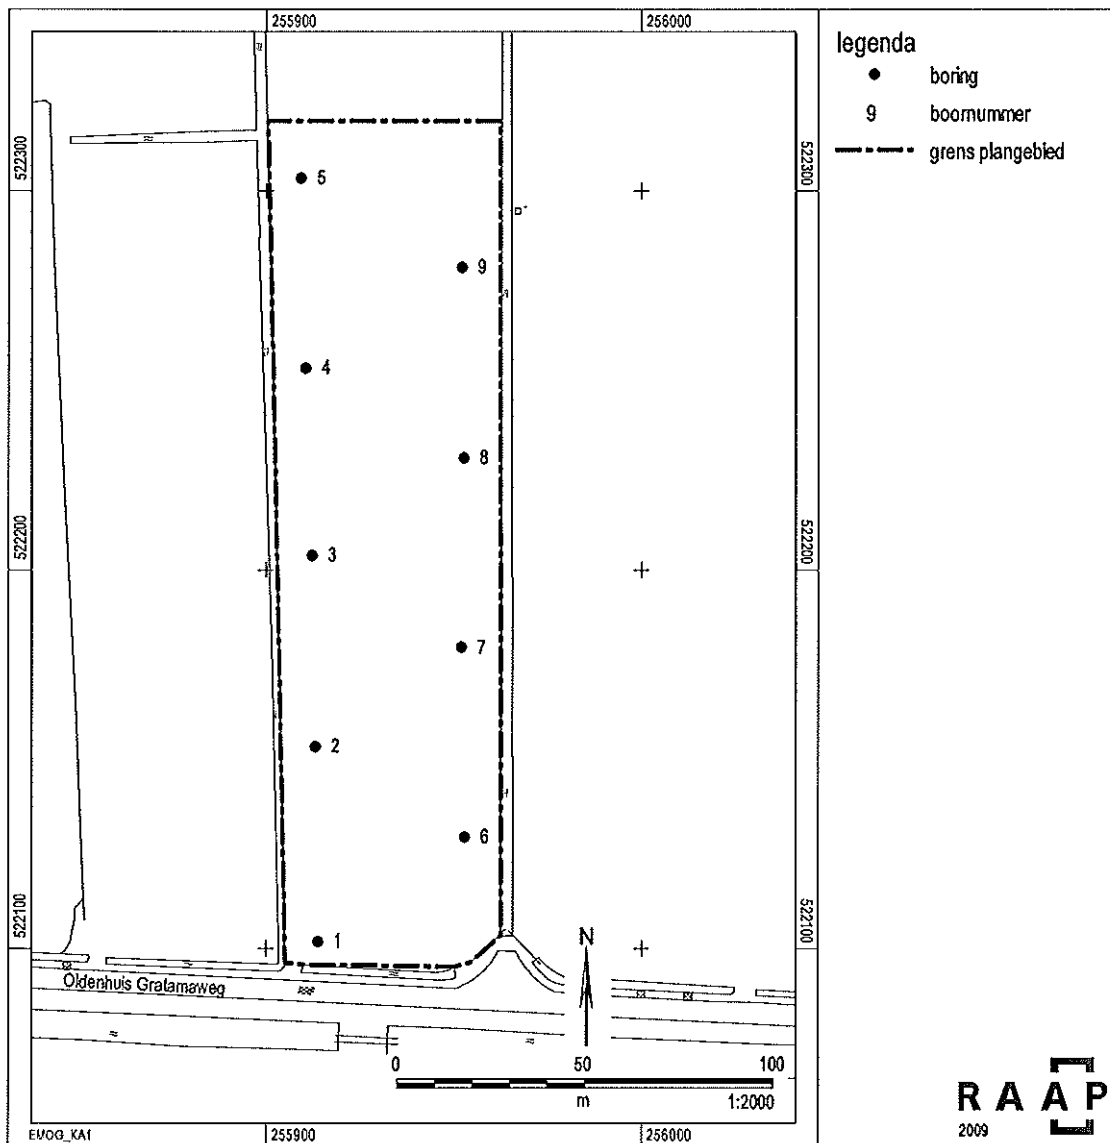 255900 256000
legenda
boring
9 boornummer
grens plangebied
522300 522300
5
9
4
8
522200 522200
3
7
2
6
522100 522100
1
N
Oldenhuis Gratamaweg
0 50 100
m 1:2000
EVOG_KA1
255900 256000
RAAP
2009